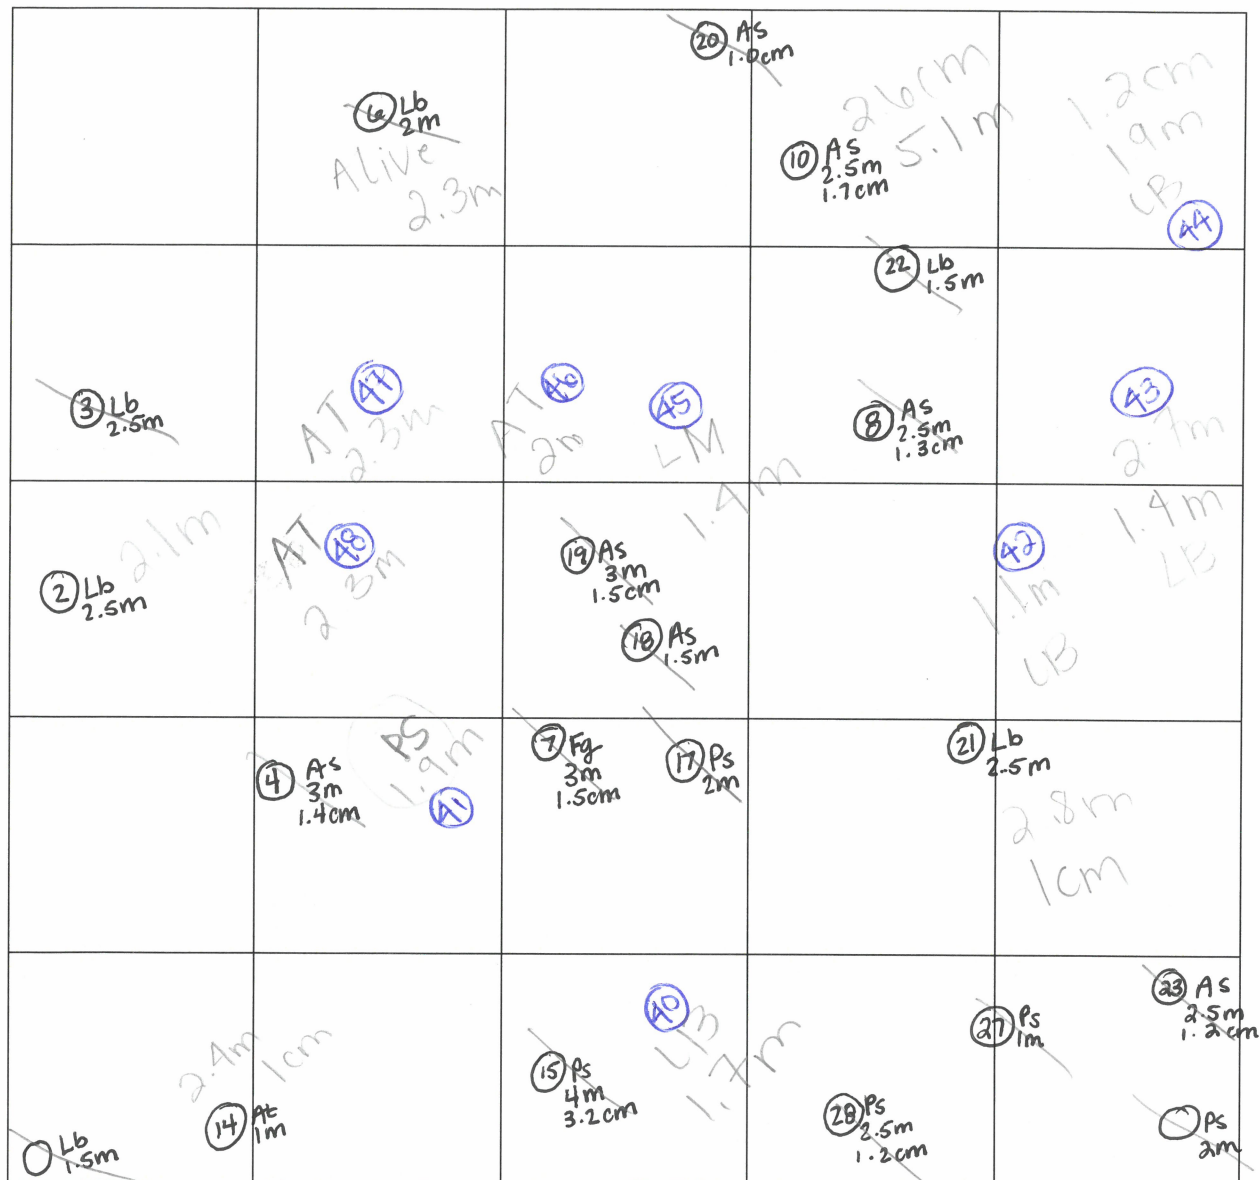 20 As
1.0cm
6 Lb
2m
Alive
2.3m
10 As
2.5m
1.7cm
2.6cm
5.1m
1.2cm
1.9m
LB
44
22 Lb
1.5m
3 Lb
2.5m
47
AT
2.3m
46
AT
2m
45
LM
1.4m
8 As
2.5m
1.3cm
43
2.7m
1.4m
LB
2 Lb
2.5m
2.1m
48
AT
2.3m
19 As
3m
1.5cm
18 As
1.5m
42
1.1m
LB
4 As
3m
1.4cm
PS
1.9m
41
7 Fg
3m
1.5cm
17 Ps
2m
21 Lb
2.5m
2.8m
1cm
Lb
1.5m
2.4m
1cm
14 At
1m
40
LB
1.7m
15 Ps
4m
3.2cm
28 Ps
2.5m
1.2cm
27 Ps
1m
23 As
2.5m
1.2cm
Ps
2m